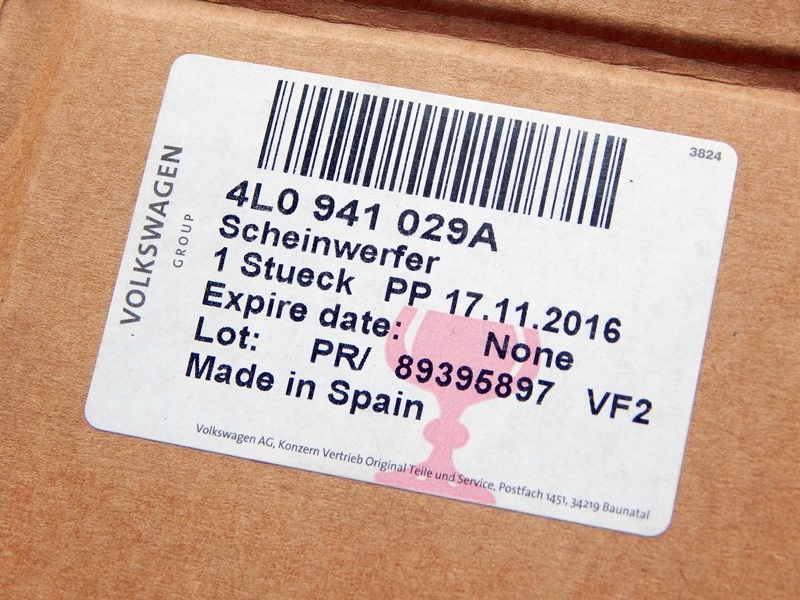 3824
VOLKSWAGEN
GROUP
4L0 941 029A
Scheinwerfer
1 Stueck PP 17.11.2016
Expire date: None
Lot: PR/ 89395897 VF2
Made in Spain
Volkswagen AG, Konzern Vertrieb Original Teile und Service, Postfach 1451, 34219 Baunatal